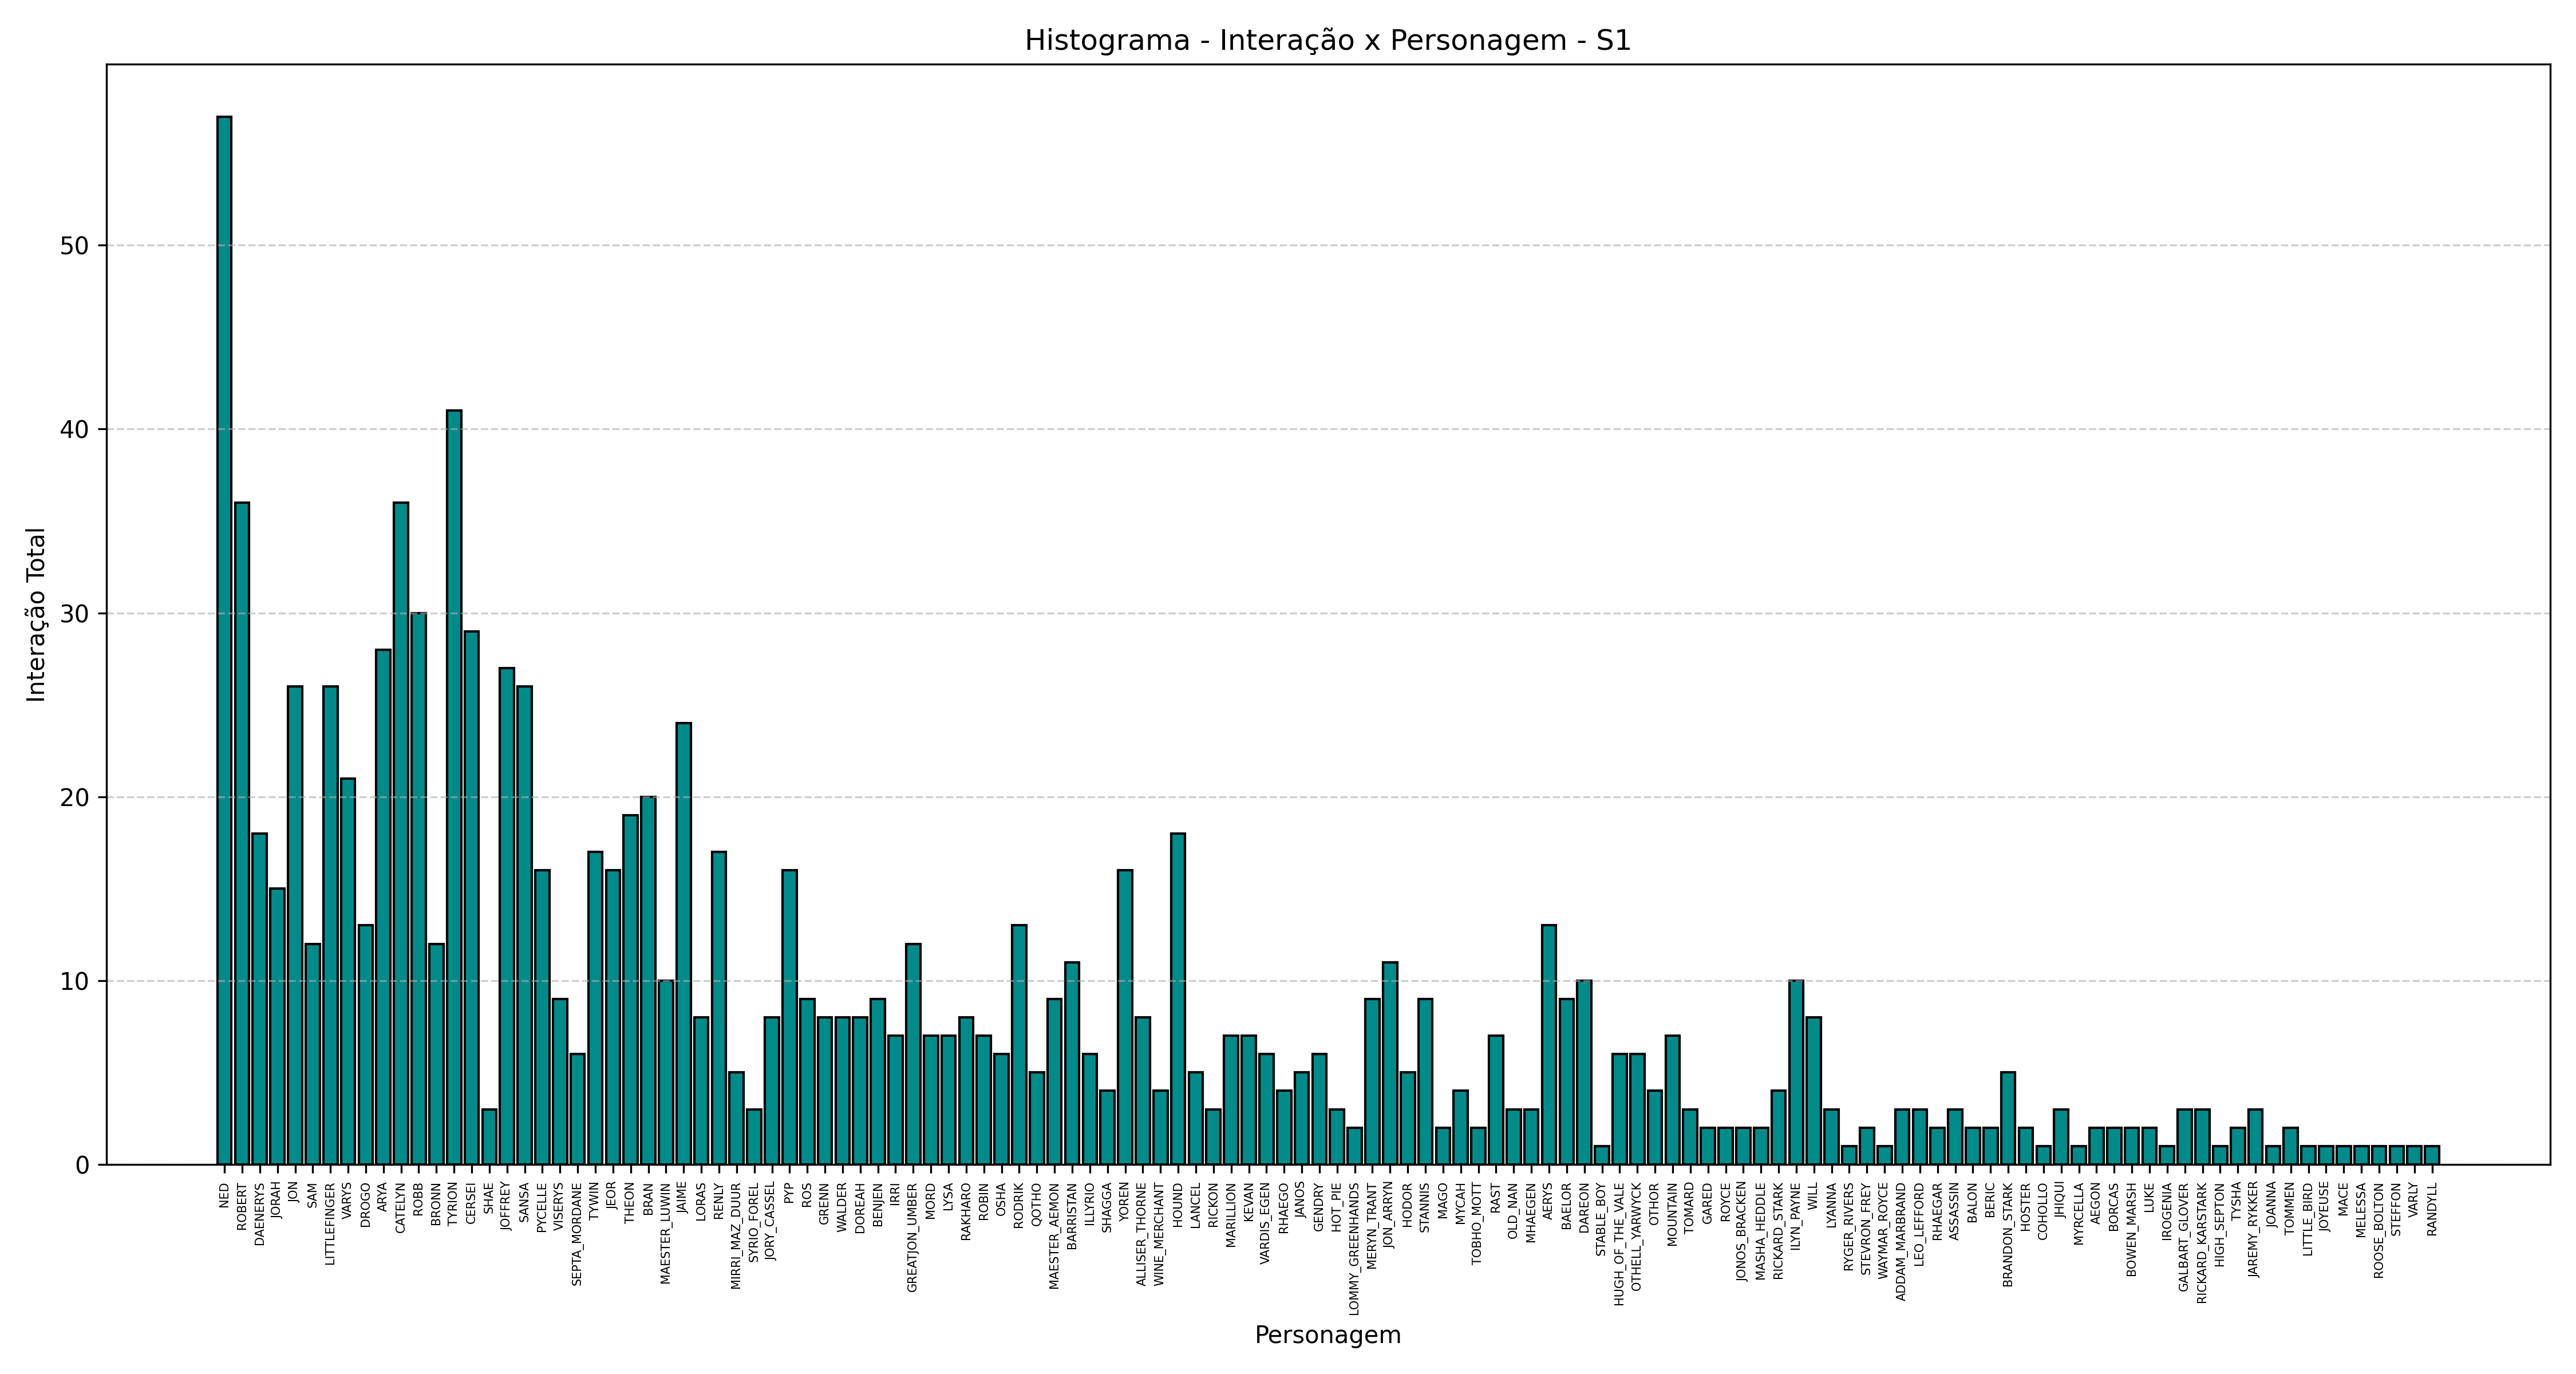 Histograma - Interação x Personagem - S1
Interação Total
50
40
30
20
10
0
NED
ROBERT
DAENERYS
JORAH
JON
SAM
LITTLEFINGER
VARYS
DROGO
ARYA
CATELYN
ROBB
BRONN
TYRION
CERSEI
SHAE
JOFFREY
SANSA
PYCELLE
VISERYS
SEPTA_MORDANE
TYWIN
JEOR
THEON
BRAN
MAESTER_LUWIN
JAIME
LORAS
RENLY
MIRRI_MAZ_DUUR
SYRIO_FOREL
JORY_CASSEL
PYP
ROS
GRENN
WALDER
DOREAH
BENJEN
IRRI
GREATJON_UMBER
MORD
LYSA
RAKHARO
ROBIN
OSHA
RODRIK
QOTHO
MAESTER_AEMON
BARRISTAN
ILLYRIO
SHAGGA
YOREN
ALLISER_THORNE
WINE_MERCHANT
HOUND
LANCEL
RICKON
MARILLION
KEVAN
VARDIS_EGEN
RHAEGO
JANOS
GENDRY
HOT_PIE
LOMMY_GREENHANDS
MERYN_TRANT
JON_ARRYN
HODOR
STANNIS
MAGO
MYCAH
TOBHO_MOTT
RAST
OLD_NAN
MHAEGEN
AERYS
BAELOR
DAREON
STABLE_BOY
HUGH_OF_THE_VALE
OTHELL_YARWYCK
OTHOR
MOUNTAIN
TOMARD
GARED
ROYCE
JONOS_BRACKEN
MASHA_HEDDLE
RICKARD_STARK
ILYN_PAYNE
WILL
LYANNA
RYGER_RIVERS
STEVRON_FREY
WAYMAR_ROYCE
ADDAM_MARBRAND
LEO_LEFFORD
RHAEGAR
ASSASSIN
BALON
BERIC
BRANDON_STARK
HOSTER
COHOLLO
JHIQUI
MYRCELLA
AEGON
BORCAS
BOWEN_MARSH
LUKE
IROGENIA
GALBART_GLOVER
RICKARD_KARSTARK
HIGH_SEPTON
TYSHA
JAREMY_RYKKER
JOANNA
TOMMEN
LITTLE_BIRD
JOYEUSE
MACE
MELESSA
ROOSE_BOLTON
STEFFON
VARLY
RANDYLL
Personagem